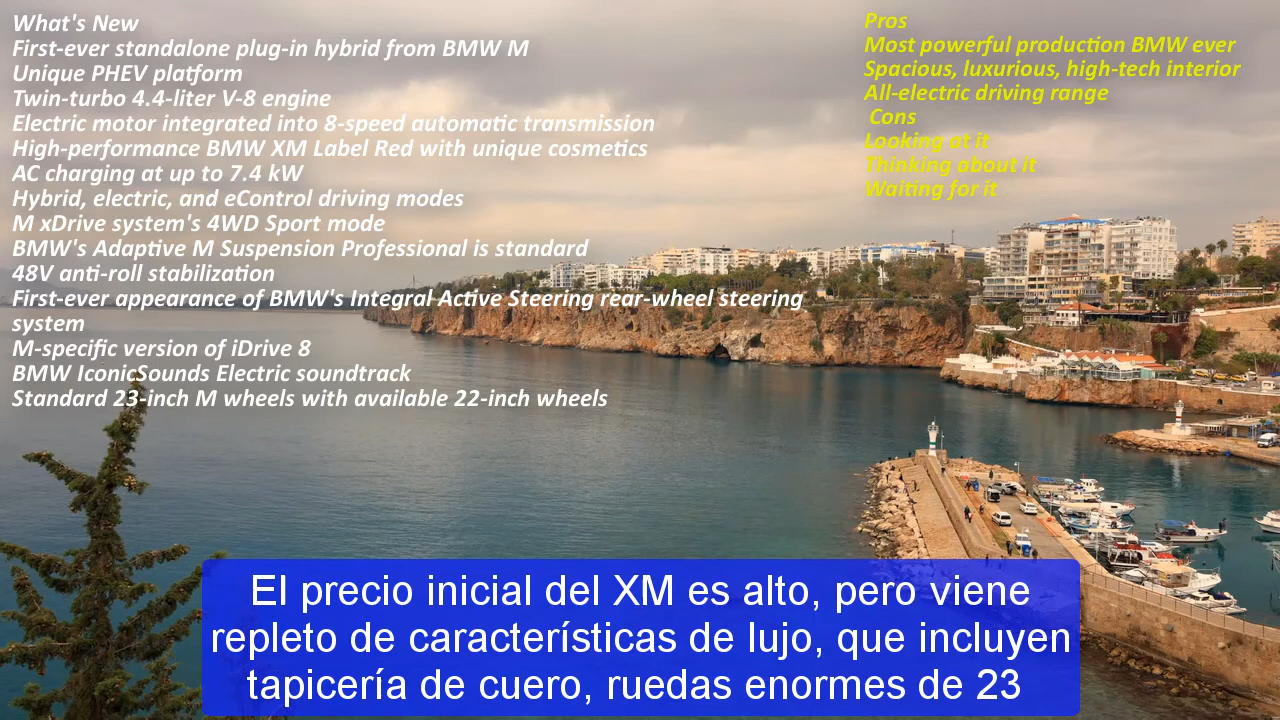 What's New
First-ever standalone plug-in hybrid from BMW M
Unique PHEV platform
Twin-turbo 4.4-liter V-8 engine
Electric motor integrated into 8-speed automatic transmission
High-performance BMW XM Label Red with unique cosmetics
AC charging at up to 7.4 kW
Hybrid, electric, and eControl driving modes
M xDrive system's 4WD Sport mode
BMW's Adaptive M Suspension Professional is standard
48V anti-roll stabilization
First-ever appearance of BMW's Integral Active Steering rear-wheel steering
system
M-specific version of iDrive 8
BMW IconicSounds Electric soundtrack
Standard 23-inch M wheels with available 22-inch wheels
Pros
Most powerful production BMW ever
Spacious, luxurious, high-tech interior
All-electric driving range
Cons
Looking at it
Thinking about it
Waiting for it
El precio inicial del XM es alto, pero viene
repleto de características de lujo, que incluyen
tapicería de cuero, ruedas enormes de 23